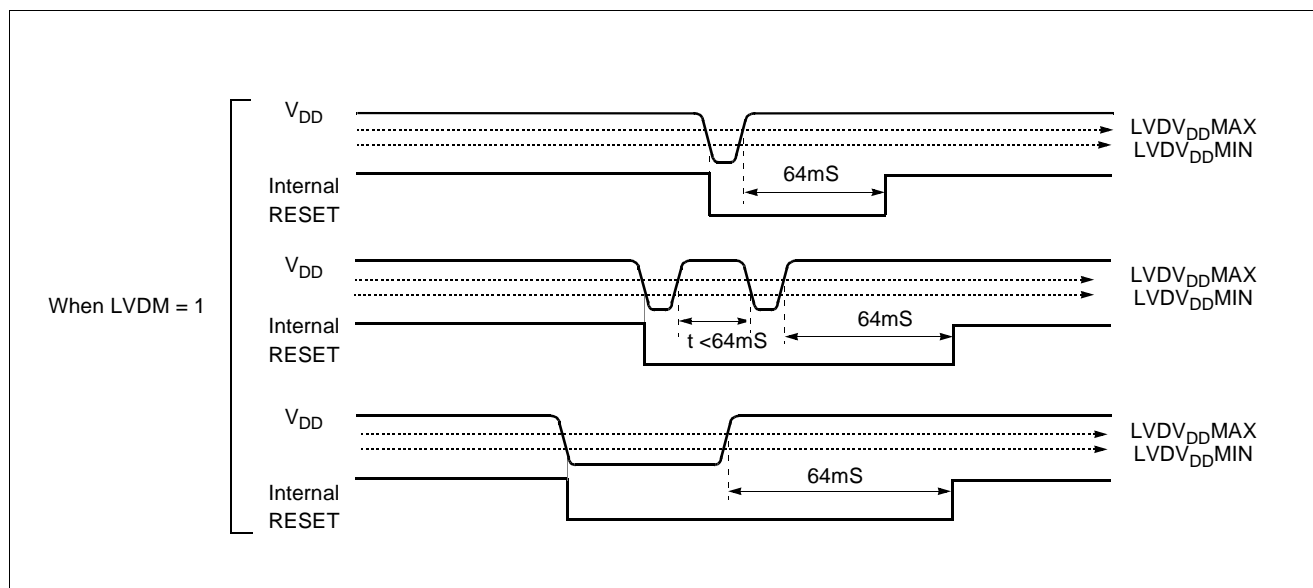 When LVDM = 1
VDD
LVDVDDMAX
LVDVDDMIN
Internal
RESET
64mS
VDD
LVDVDDMAX
LVDVDDMIN
Internal
RESET
t <64mS
64mS
VDD
LVDVDDMAX
LVDVDDMIN
Internal
RESET
64mS